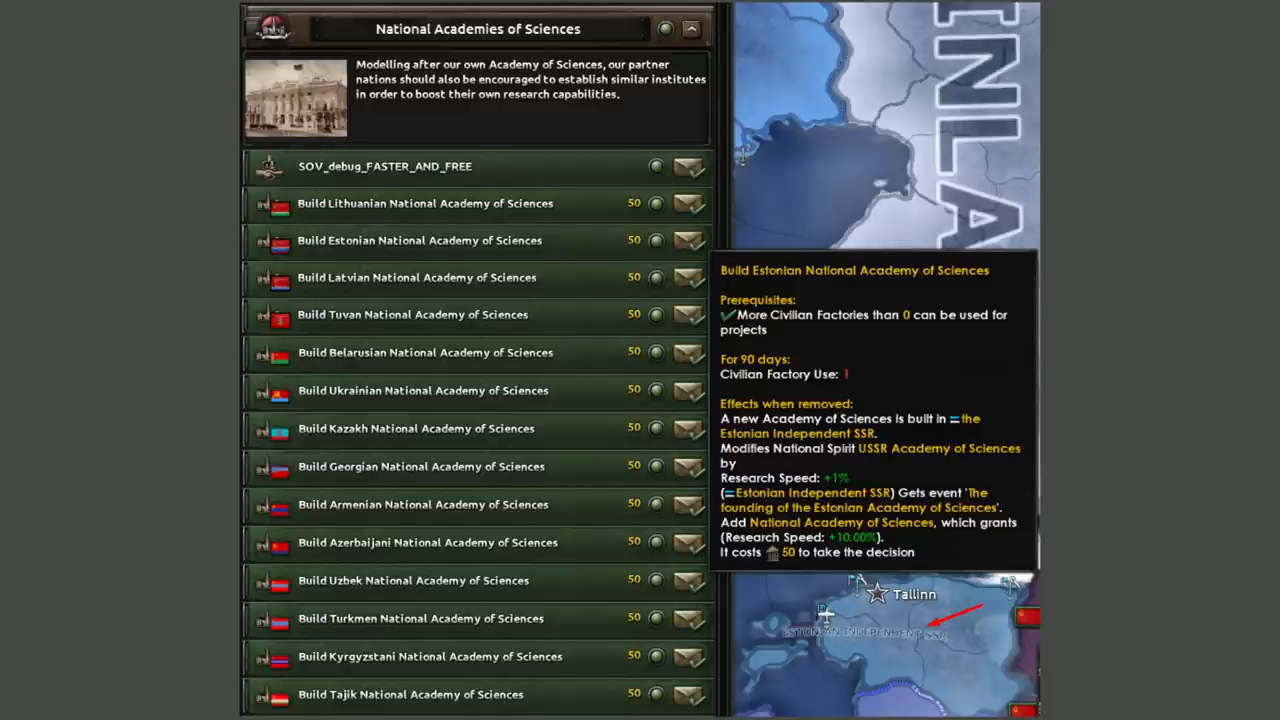 National Academies of Sciences
Modelling after our own Academy of Sciences, our partner
nations should also be encouraged to establish similar institutes
in order to boost their own research capabilities.
SOV_debug_FASTER_AND_FREE
Build Lithuanian National Academy of Sciences 50
Build Estonian National Academy of Sciences 50
Build Latvian National Academy of Sciences 50
Build Tuvan National Academy of Sciences 50
Build Belarusian National Academy of Sciences 50
Build Ukrainian National Academy of Sciences 50
Build Kazakh National Academy of Sciences 50
Build Georgian National Academy of Sciences 50
Build Armenian National Academy of Sciences 50
Build Azerbaijani National Academy of Sciences 50
Build Uzbek National Academy of Sciences 50
Build Turkmen National Academy of Sciences 50
Build Kyrgyzstani National Academy of Sciences 50
Build Tajik National Academy of Sciences 50
INLA
Build Estonian National Academy of Sciences
Prerequisites:
More Civilian Factories than 0 can be used for
projects
For 90 days:
Civilian Factory Use: 1
Effects when removed:
A new Academy of Sciences is built in the
Estonian Independent SSR.
Modifies National Spirit USSR Academy of Sciences
by
Research Speed: +1%
(Estonian Independent SSR) Gets event 'The
founding of the Estonian Academy of Sciences'.
Add National Academy of Sciences, which grants
(Research Speed: +10.00%).
It costs 50 to take the decision
Tallinn
ESTONIAN INDEPENDENT SSR